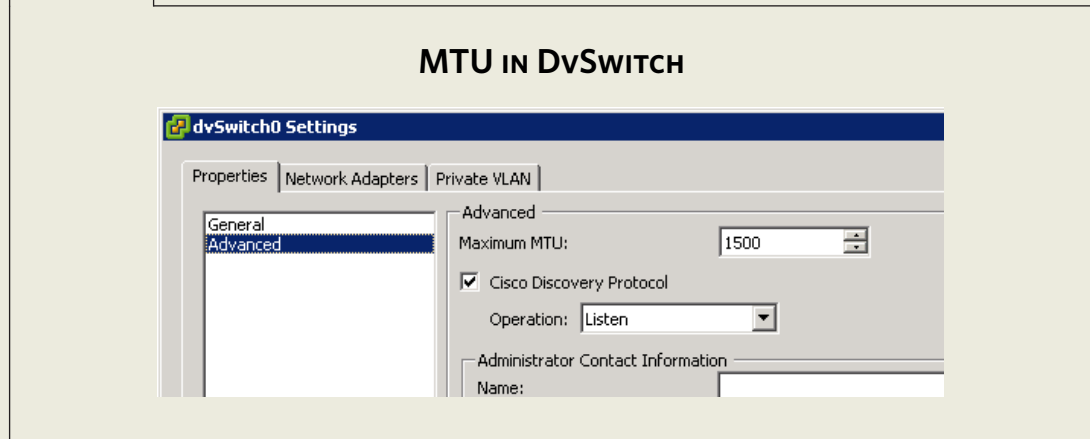 MTU IN DVSWITCH
dvSwitch0 Settings
Properties Network Adapters Private VLAN
General
Advanced
Advanced
Maximum MTU: 1500
Cisco Discovery Protocol
Operation: Listen
Administrator Contact Information
Name: